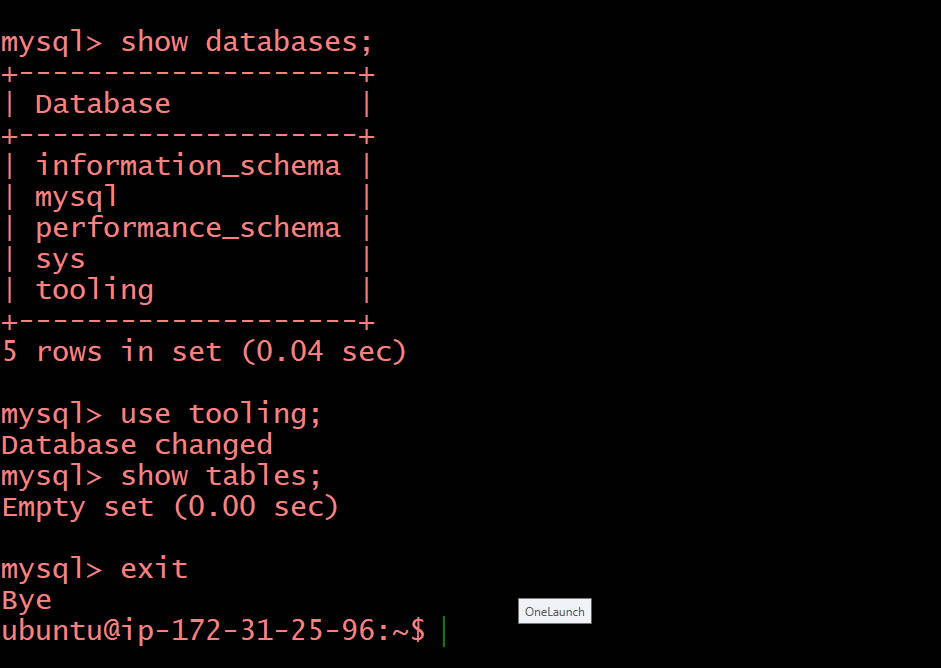 mysql> show databases;
+--------------------+
| Database           |
+--------------------+
| information_schema |
| mysql              |
| performance_schema |
| sys                |
| tooling            |
+--------------------+
5 rows in set (0.04 sec)

mysql> use tooling;
Database changed
mysql> show tables;
Empty set (0.00 sec)

mysql> exit
Bye
OneLaunch
ubuntu@ip-172-31-25-96:~$